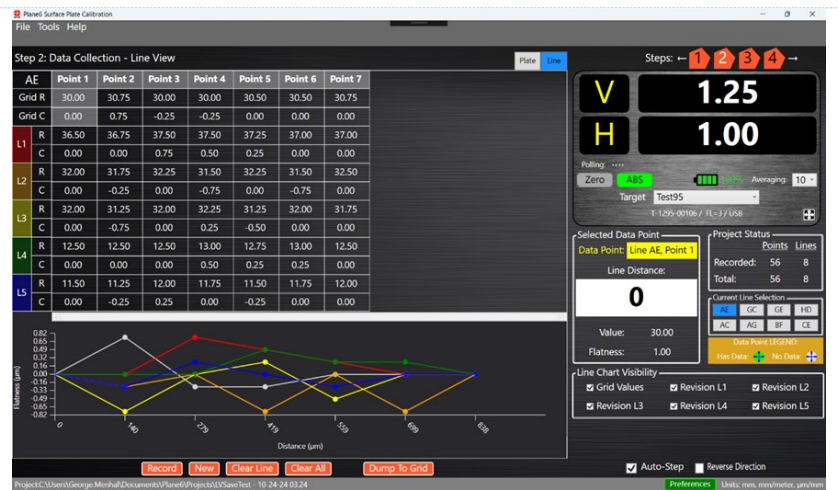 Plane6 Surface Plate Calibration
File Tools Help
Step 2: Data Collection - Line View
Plate Line
Steps: ← 1 2 3 4 →
AE Point 1 Point 2 Point 3 Point 4 Point 5 Point 6 Point 7
Grid R 30.00 30.75 30.00 30.00 30.50 30.50 30.75
Grid C 0.00 0.75 -0.25 -0.25 0.00 0.00 0.00
L1 R 36.50 36.75 37.50 37.50 37.25 37.00 37.00
C 0.00 0.00 0.75 0.50 0.25 0.00 0.00
L2 R 32.00 31.75 32.25 31.50 32.25 31.50 32.50
C 0.00 -0.25 0.00 -0.75 0.00 -0.75 0.00
L3 R 32.00 31.25 32.00 32.25 31.25 32.00 31.75
C 0.00 -0.75 0.00 0.25 -0.50 0.00 0.00
L4 R 12.50 12.50 12.50 13.00 12.75 13.00 12.50
C 0.00 0.00 0.00 0.50 0.25 0.25 0.00
L5 R 11.50 11.25 12.00 11.75 11.50 11.75 12.00
C 0.00 -0.25 0.25 0.00 -0.25 0.00 0.00
V 1.25
H 1.00
Polling: ----
Zero ABS Averaging: 10
Target Test95
T-1295-00106 / FL=3 / USB
Selected Data Point
Data Point: Line AE, Point 1
Line Distance:
0
Value: 30.00
Flatness: 1.00
Project Status
Points Lines
Recorded: 56 8
Total: 56 8
Current Line Selection
AE GC GE HD
AC AG BF CE
Data Point LEGEND:
Has Data: No Data:
Line Chart Visibility
Grid Values Revision L1 Revision L2
Revision L3 Revision L4 Revision L5
Flatness (µm)
0.82
0.65
0.49
0.32
0.16
0.00
-0.16
-0.33
-0.49
-0.65
-0.82
0 140 279 419 559 699 838
Distance (µm)
Record New Clear Line Clear All Dump To Grid
Auto-Step Reverse Direction
Project:C:\Users\George.Menhal\Documents\Plane6\Projects\LVSaveTest - 10-24-24 03.24
Preferences Units: mm, mm/meter, µm/mm